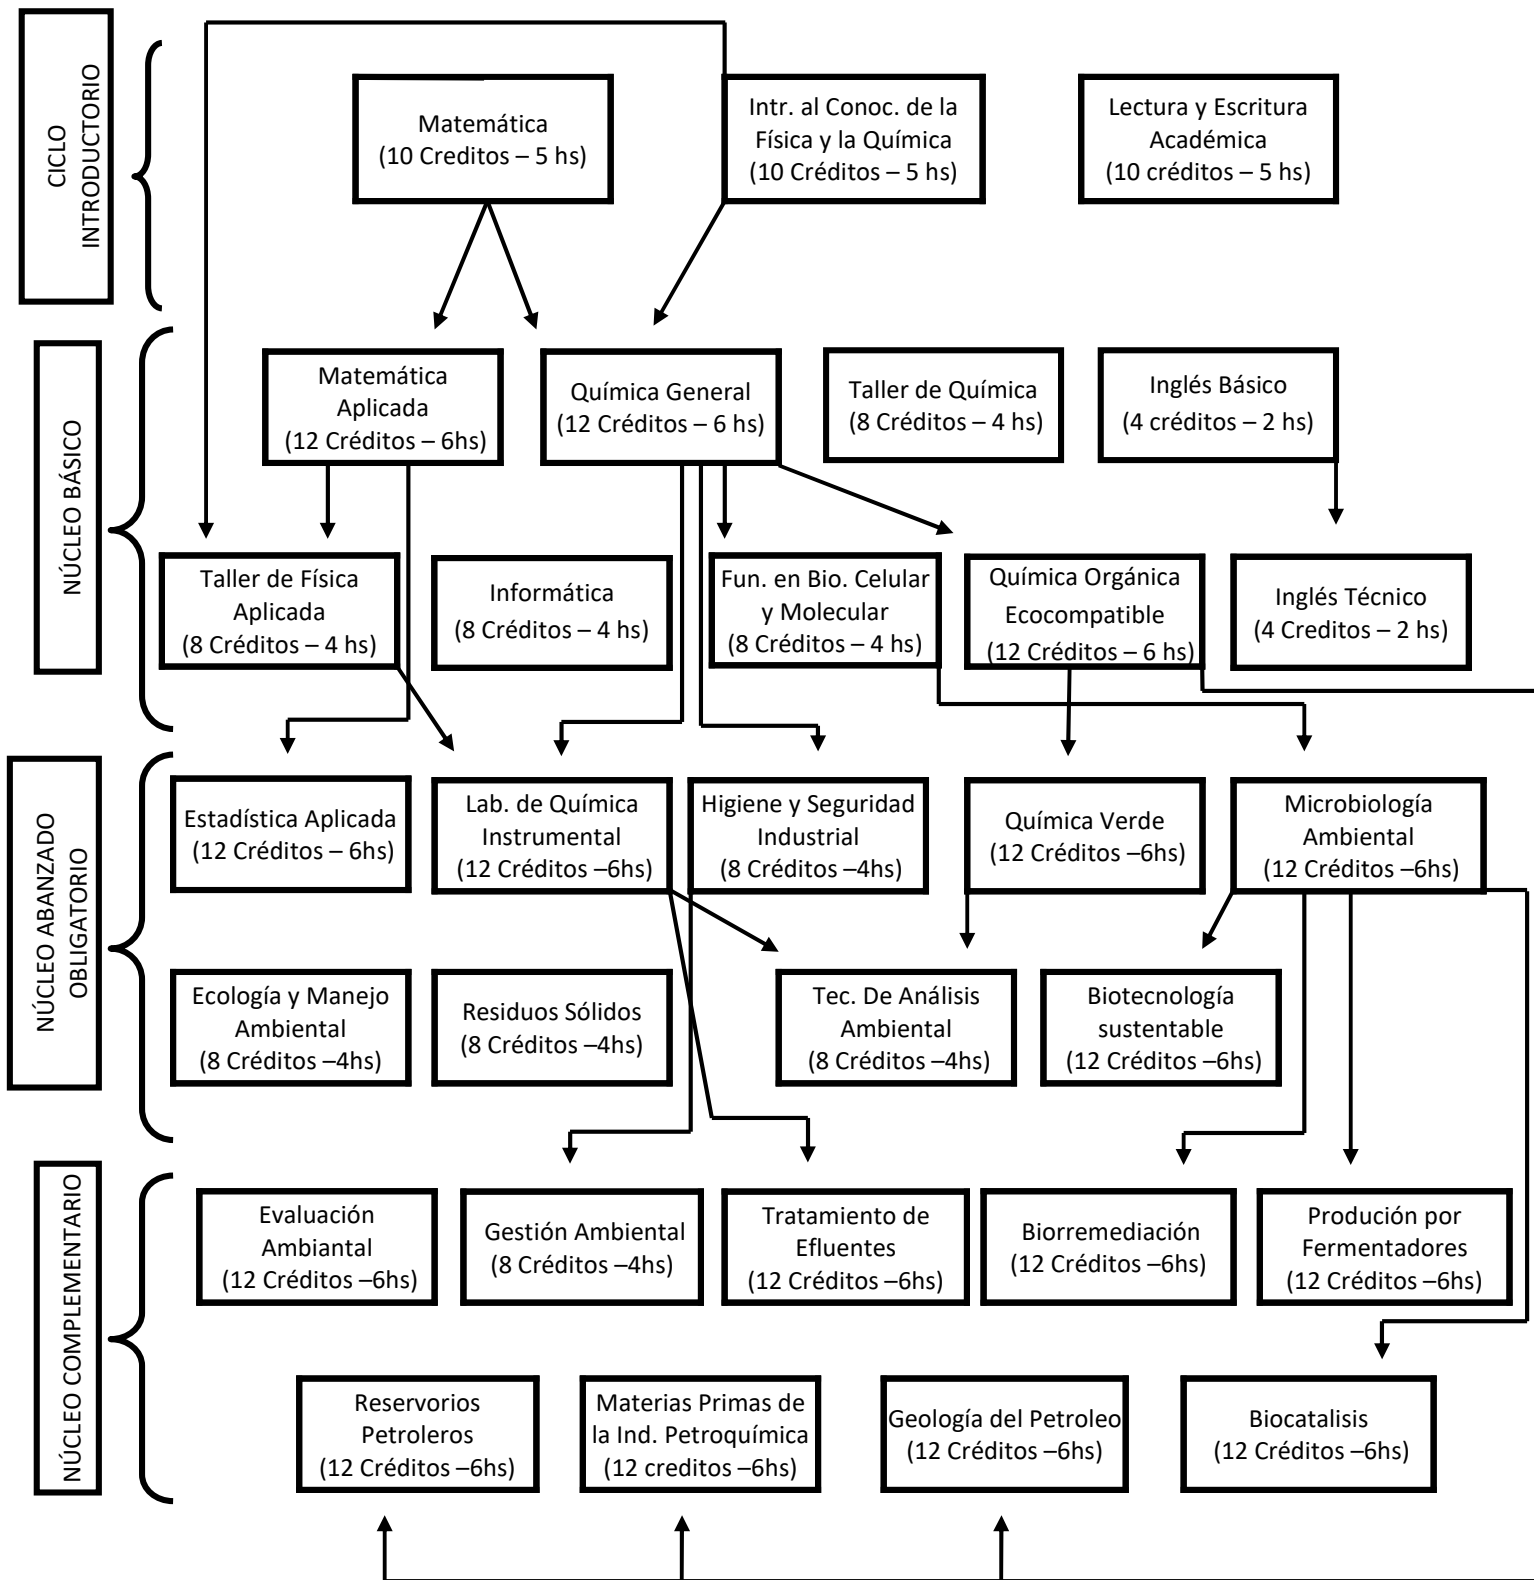 CICLO
INTRODUCTORIO
Matemática
(10 Creditos – 5 hs)
Intr. al Conoc. de la
Física y la Química
(10 Créditos – 5 hs)
Lectura y Escritura
Académica
(10 créditos – 5 hs)
NÚCLEO BÁSICO
Matemática
Aplicada
(12 Créditos – 6hs)
Química General
(12 Créditos – 6 hs)
Taller de Química
(8 Créditos – 4 hs)
Inglés Básico
(4 créditos – 2 hs)
Taller de Física
Aplicada
(8 Créditos – 4 hs)
Informática
(8 Créditos – 4 hs)
Fun. en Bio. Celular
y Molecular
(8 Créditos – 4 hs)
Química Orgánica
Ecocompatible
(12 Créditos – 6 hs)
Inglés Técnico
(4 Creditos – 2 hs)
NÚCLEO ABANZADO
OBLIGATORIO
Estadística Aplicada
(12 Créditos – 6hs)
Lab. de Química
Instrumental
(12 Créditos –6hs)
Higiene y Seguridad
Industrial
(8 Créditos –4hs)
Química Verde
(12 Créditos –6hs)
Microbiología
Ambiental
(12 Créditos –6hs)
Ecología y Manejo
Ambiental
(8 Créditos –4hs)
Residuos Sólidos
(8 Créditos –4hs)
Tec. De Análisis
Ambiental
(8 Créditos –4hs)
Biotecnología
sustentable
(12 Créditos –6hs)
NÚCLEO COMPLEMENTARIO
Evaluación
Ambiantal
(12 Créditos –6hs)
Gestión Ambiental
(8 Créditos –4hs)
Tratamiento de
Efluentes
(12 Créditos –6hs)
Biorremediación
(12 Créditos –6hs)
Produción por
Fermentadores
(12 Créditos –6hs)
Reservorios
Petroleros
(12 Créditos –6hs)
Materias Primas de
la Ind. Petroquímica
(12 creditos –6hs)
Geología del Petroleo
(12 Créditos –6hs)
Biocatalisis
(12 Créditos –6hs)